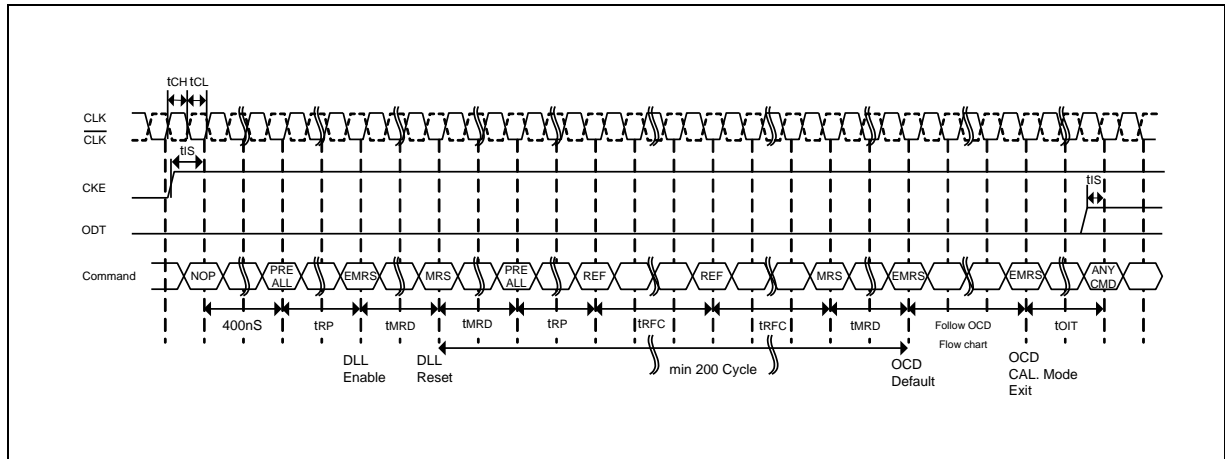 tCH tCL
CLK
CLK
tIS
CKE
tIS
ODT
Command NOP PRE ALL EMRS MRS PRE ALL REF REF MRS EMRS EMRS ANY CMD
400nS tRP tMRD tMRD tRP tRFC tRFC tMRD Follow OCD Flow chart tOIT
min 200 Cycle
DLL Enable
DLL Reset
OCD Default
OCD CAL. Mode Exit